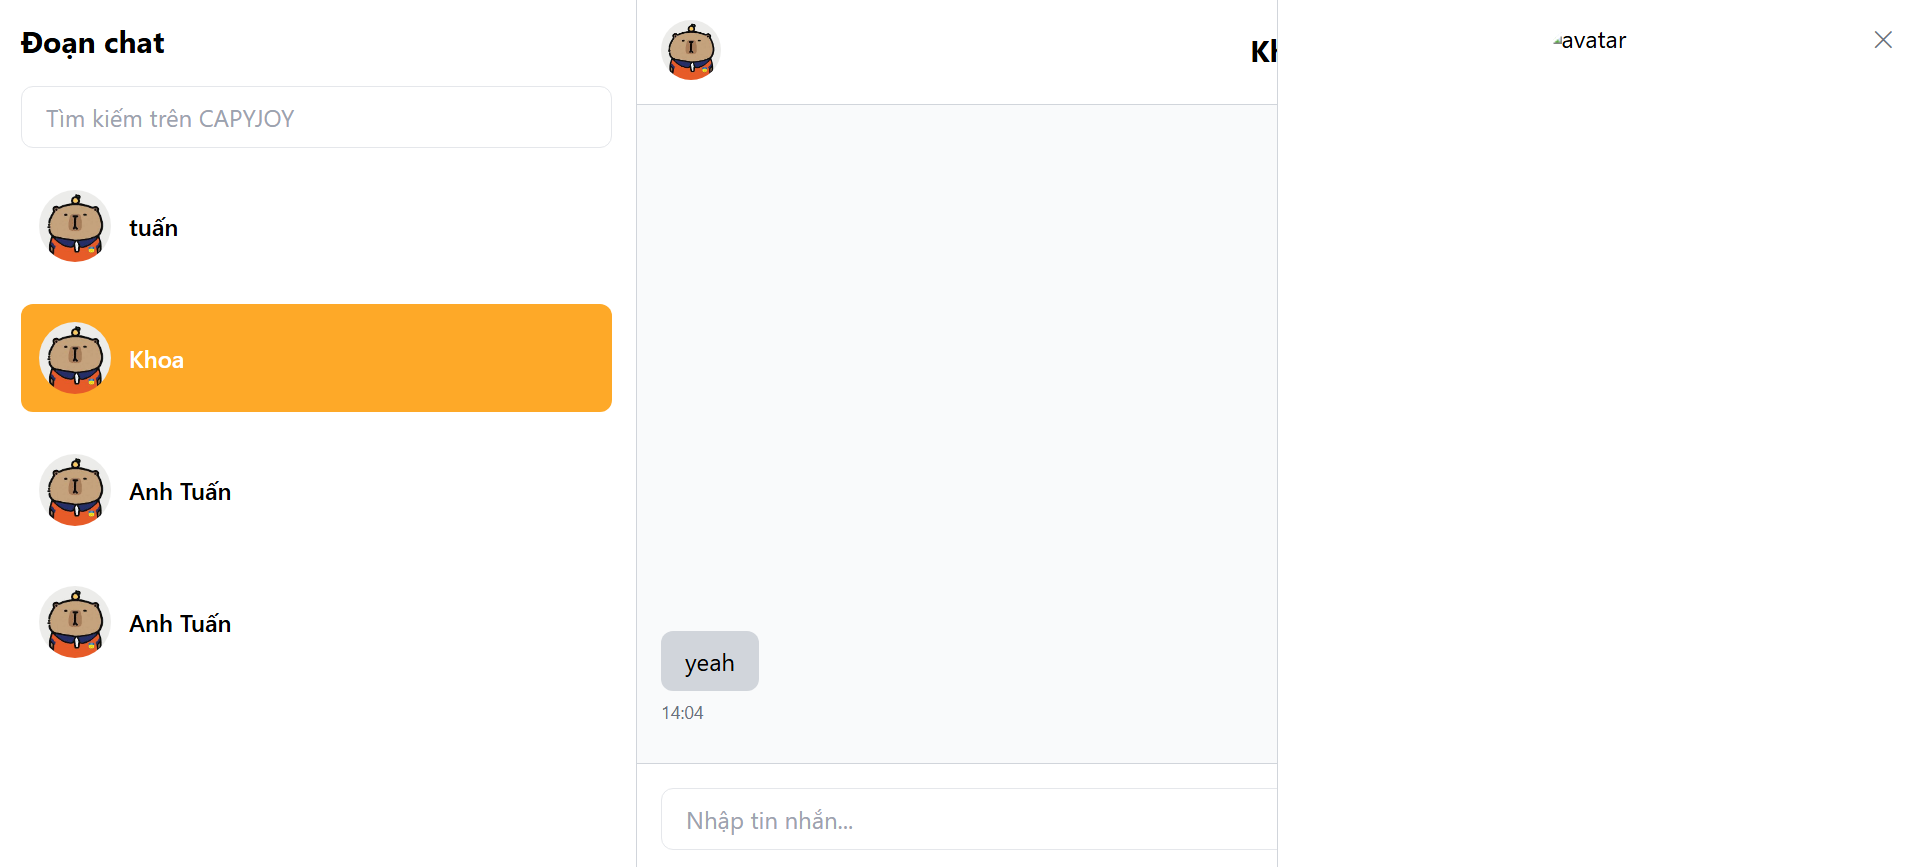 Đoạn chat
Tìm kiếm trên CAPYJOY
tuấn
Khoa
Anh Tuấn
Anh Tuấn
Kh
yeah
14:04
Nhập tin nhắn...
avatar